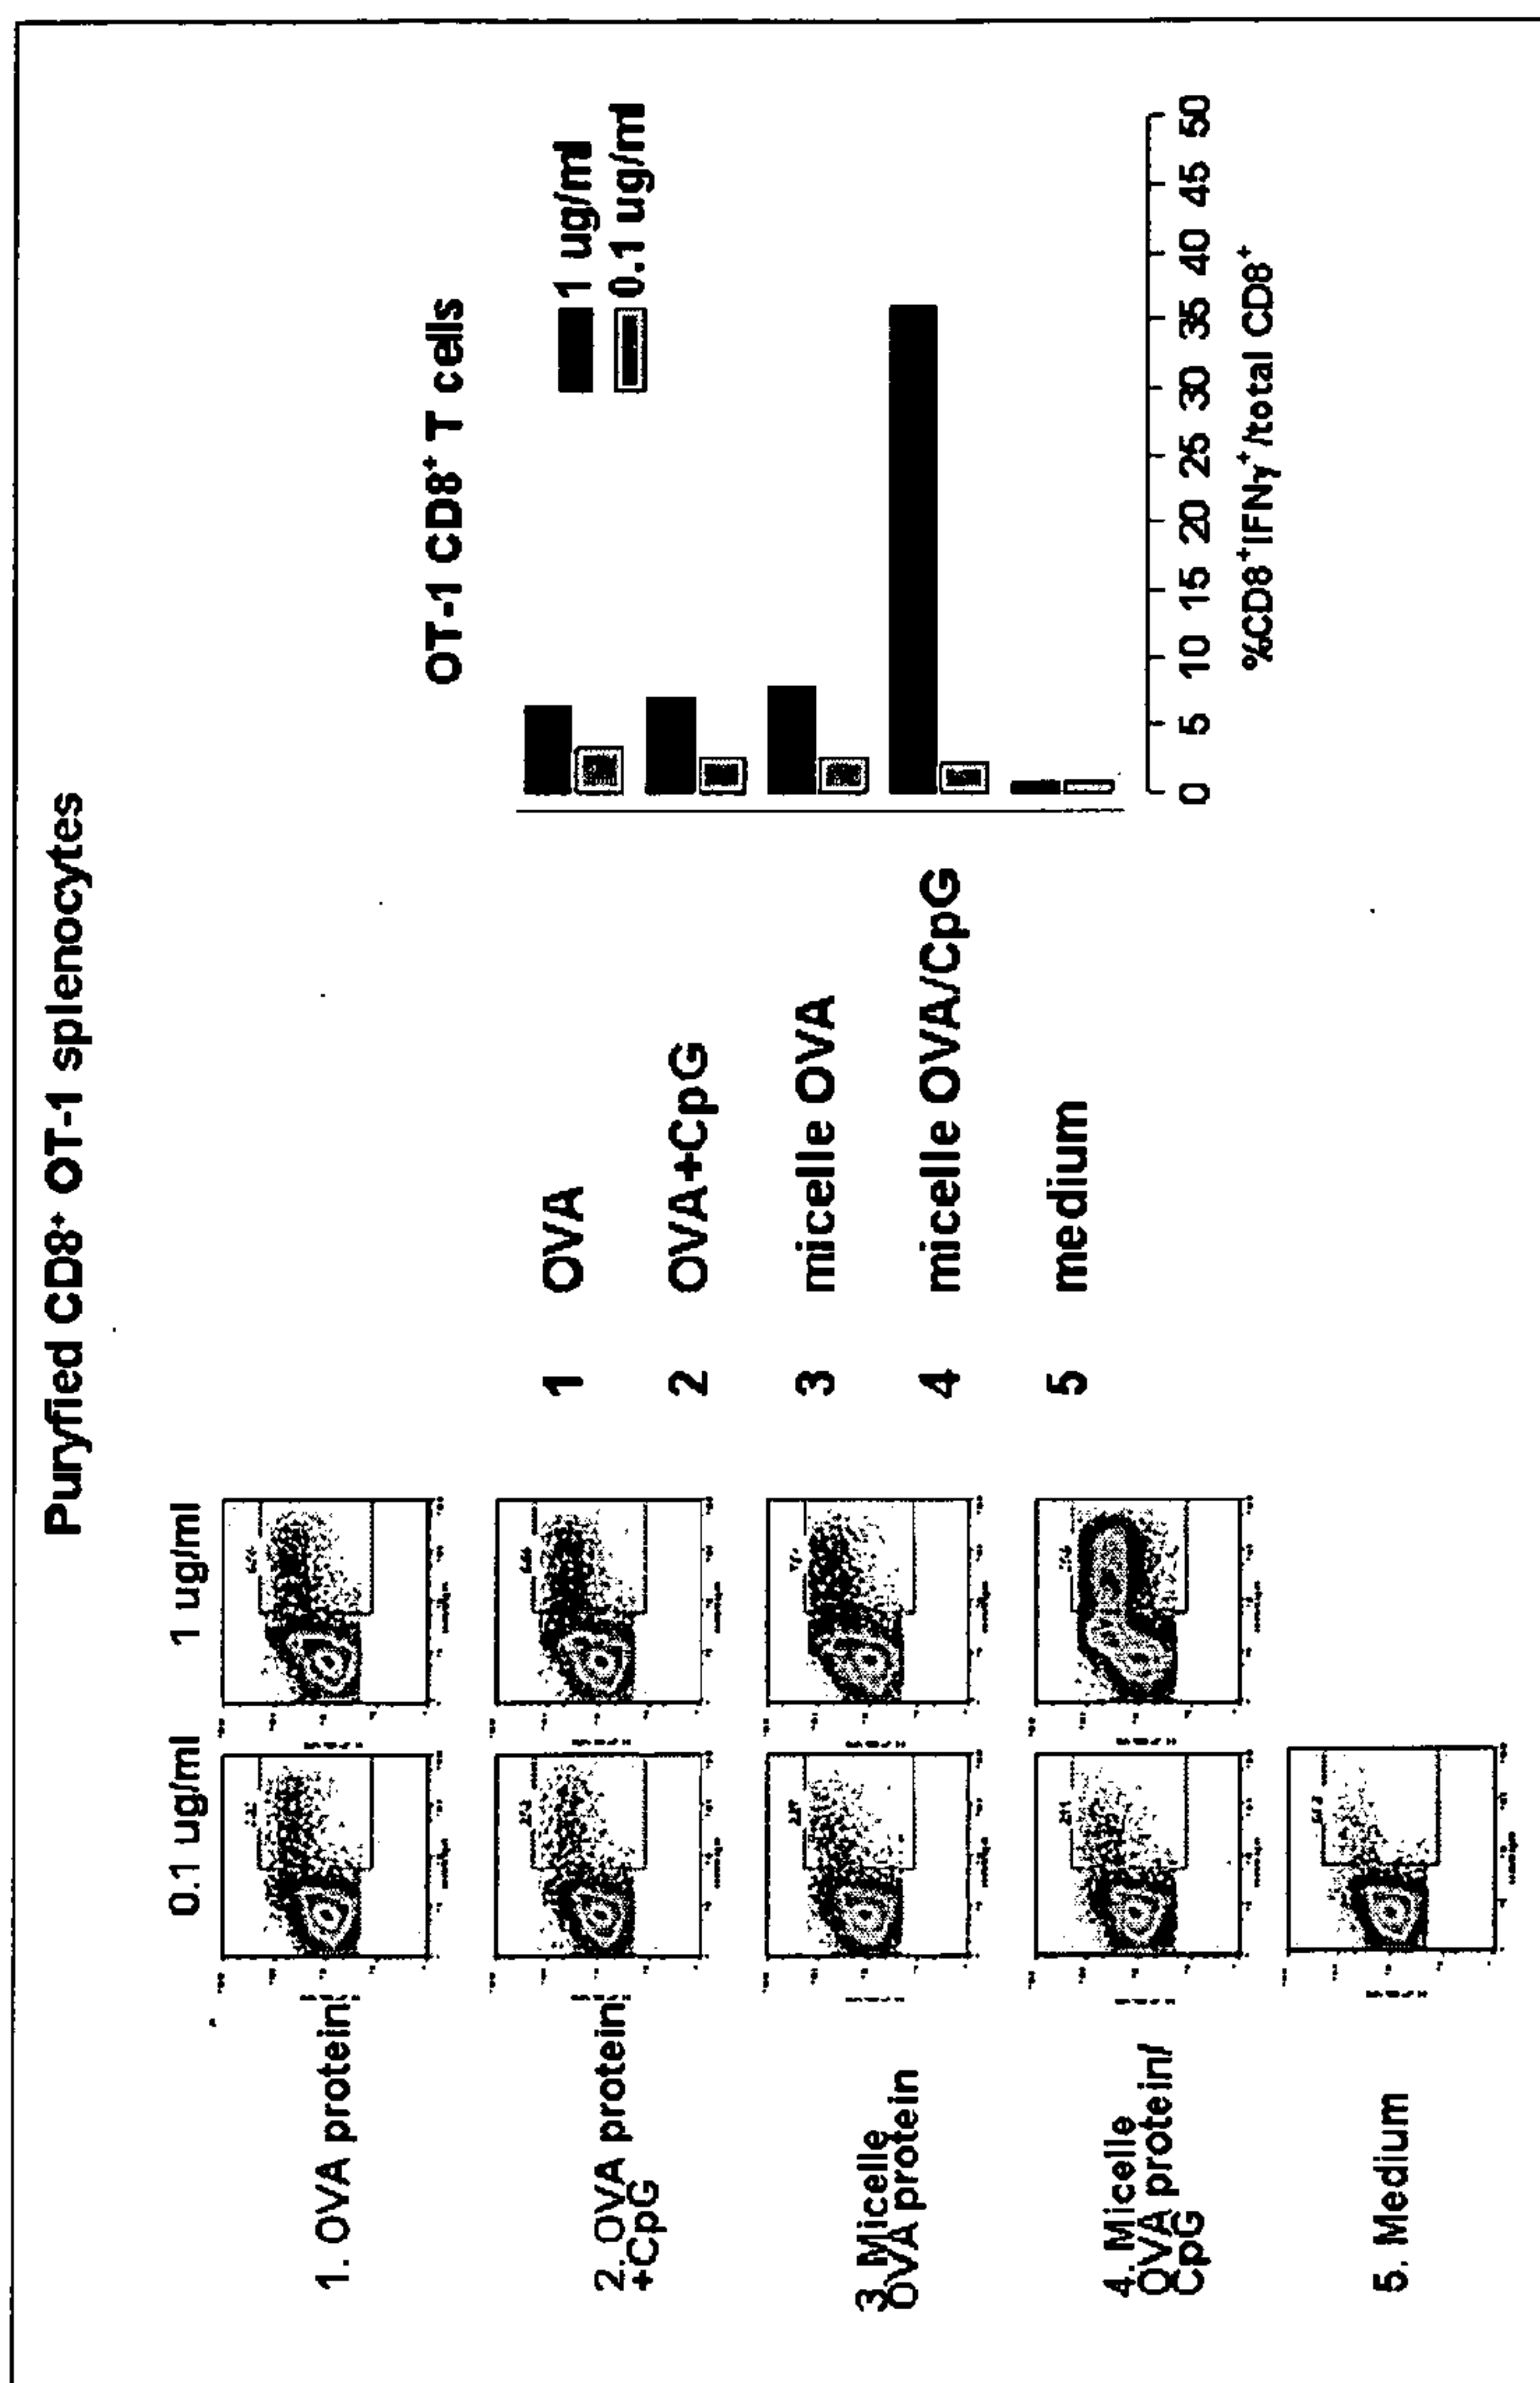 Puryfied CD8⁺ OT-1 splenocytes
0.1 ug/ml
1 ug/ml
1. OVA protein
2. OVA protein
+CpG
3. Micelle
OVA protein
4. Micelle
OVA protein/
CpG
5. Medium
1 OVA
2 OVA+CpG
3 micelle OVA
4 micelle OVA/CpG
5 medium
OT-1 CD8⁺ T cells
1 ug/ml
0.1 ug/ml
0 5 10 15 20 25 30 35 40 45 50
%CD8⁺IFNγ⁺/total CD8⁺